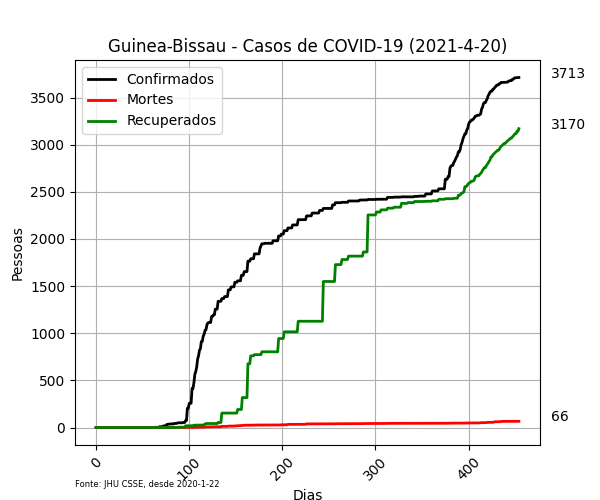 Guinea-Bissau - Casos de COVID-19 (2021-4-20)
Confirmados
Mortes
Recuperados
3713
3170
66
3500
3000
2500
2000
1500
1000
500
0
Pessoas
0
100
200
300
400
Fonte: JHU CSSE, desde 2020-1-22
Dias